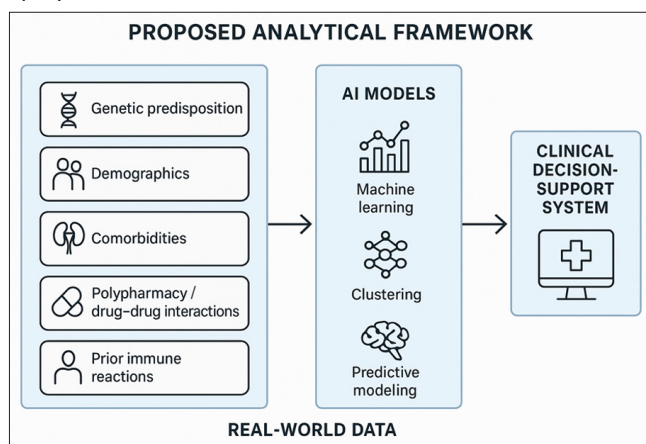 PROPOSED ANALYTICAL FRAMEWORK
Genetic predisposition
Demographics
Comorbidities
Polypharmacy /
drug–drug interactions
Prior immune
reactions
AI MODELS
Machine
learning
Clustering
Predictive
modeling
CLINICAL
DECISION-
SUPPORT
SYSTEM
REAL-WORLD DATA